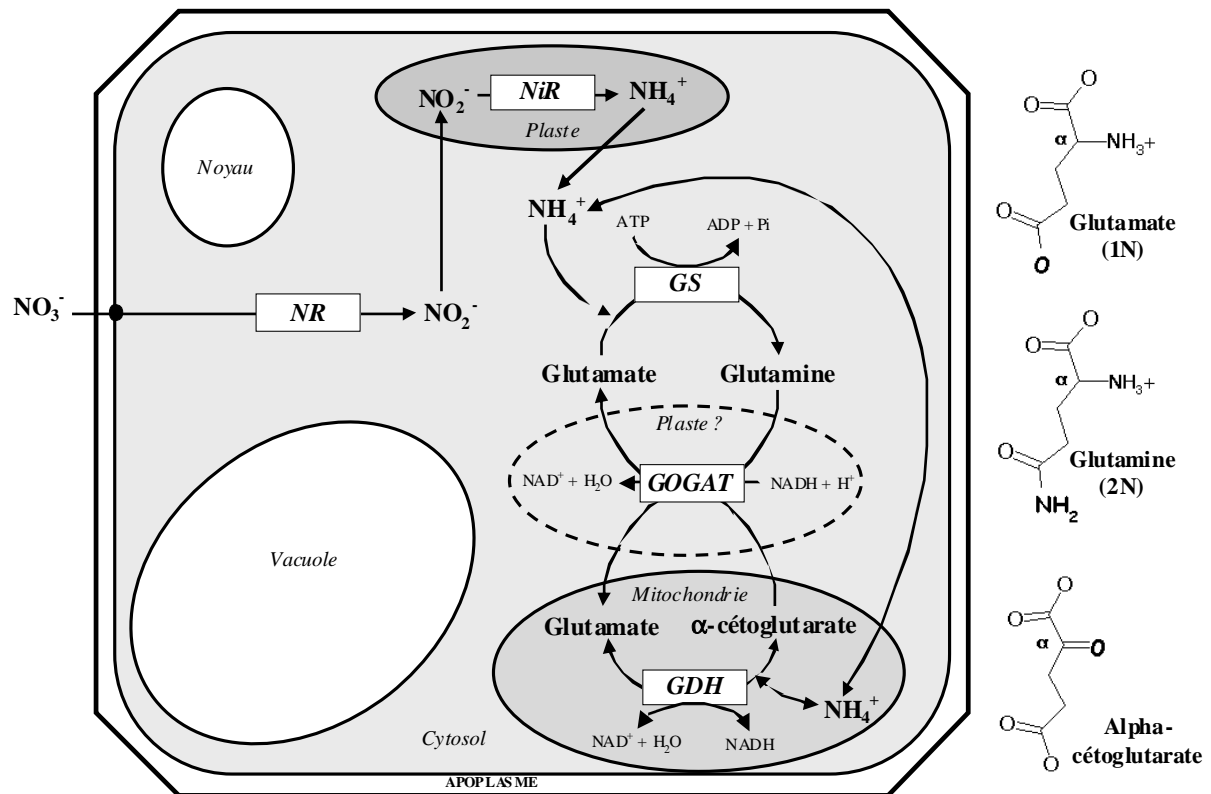 NO₂⁻ NiR NH₄⁺
Plaste
Noyau
NH₄⁺
ATP ADP + Pi
GS
NO₃⁻ NR NO₂⁻
Glutamate Glutamine
Plaste ?
NAD⁺ + H₂O GOGAT NADH + H⁺
Vacuole
Mitochondrie
Glutamate α-cétoglutarate
GDH
NH₄⁺
NAD⁺ + H₂O NADH
Cytosol
APOPLASME
O
O
α NH₃+
O
O
Glutamate
(1N)
O
O
α NH₃+
O
NH₂
Glutamine
(2N)
O
O
α O
O
O
Alpha-
cétoglutarate